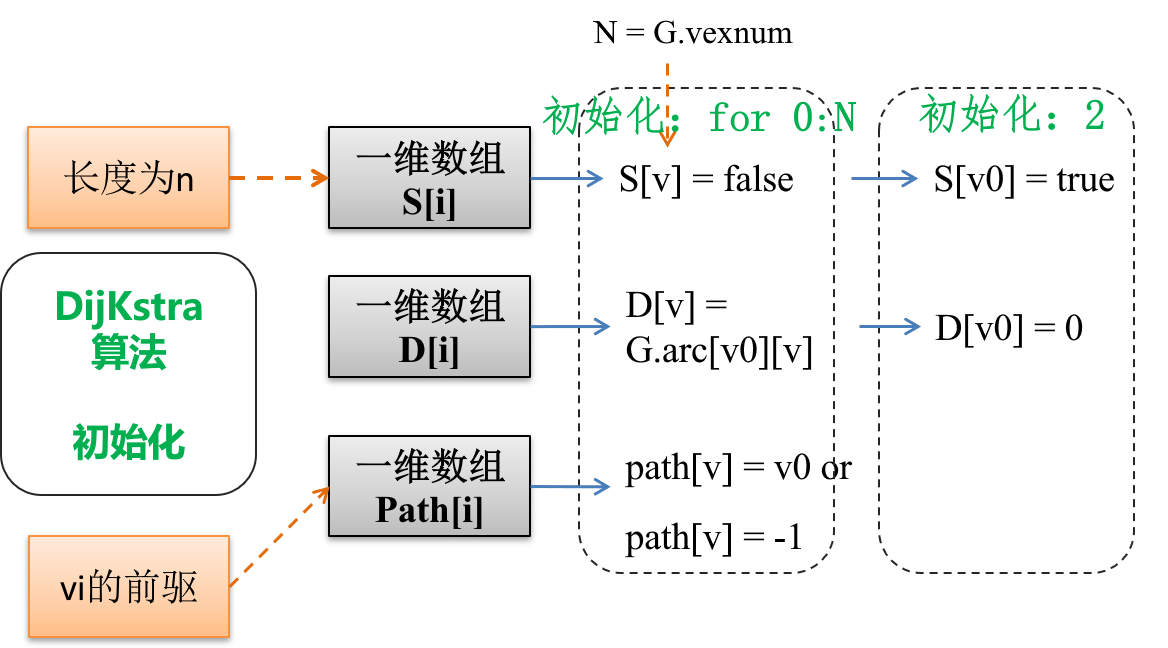 N = G.vexnum
初始化：for 0:N
初始化：2
长度为n
一维数组
S[i]
S[v] = false
S[v0] = true
DijKstra
算法
初始化
一维数组
D[i]
D[v] =
G.arc[v0][v]
D[v0] = 0
一维数组
Path[i]
path[v] = v0 or
path[v] = -1
vi的前驱